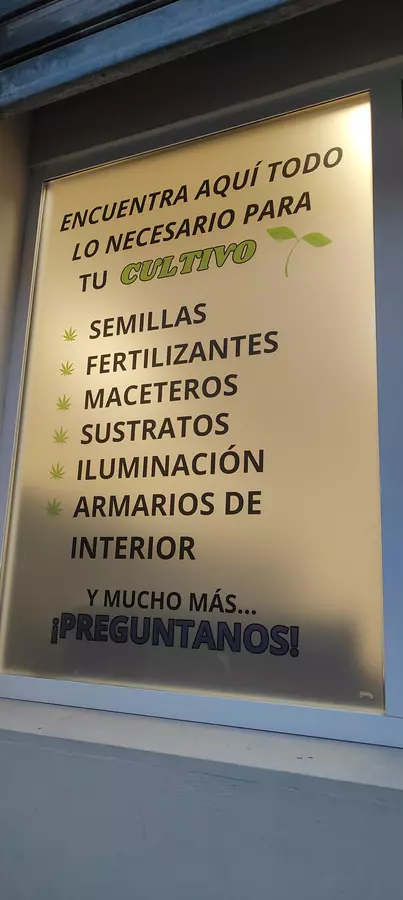 ENCUENTRA AQUÍ TODO
LO NECESARIO PARA
TU CULTIVO
SEMILLAS
FERTILIZANTES
MACETEROS
SUSTRATOS
ILUMINACIÓN
ARMARIOS DE
INTERIOR
Y MUCHO MÁS...
¡PREGUNTANOS!